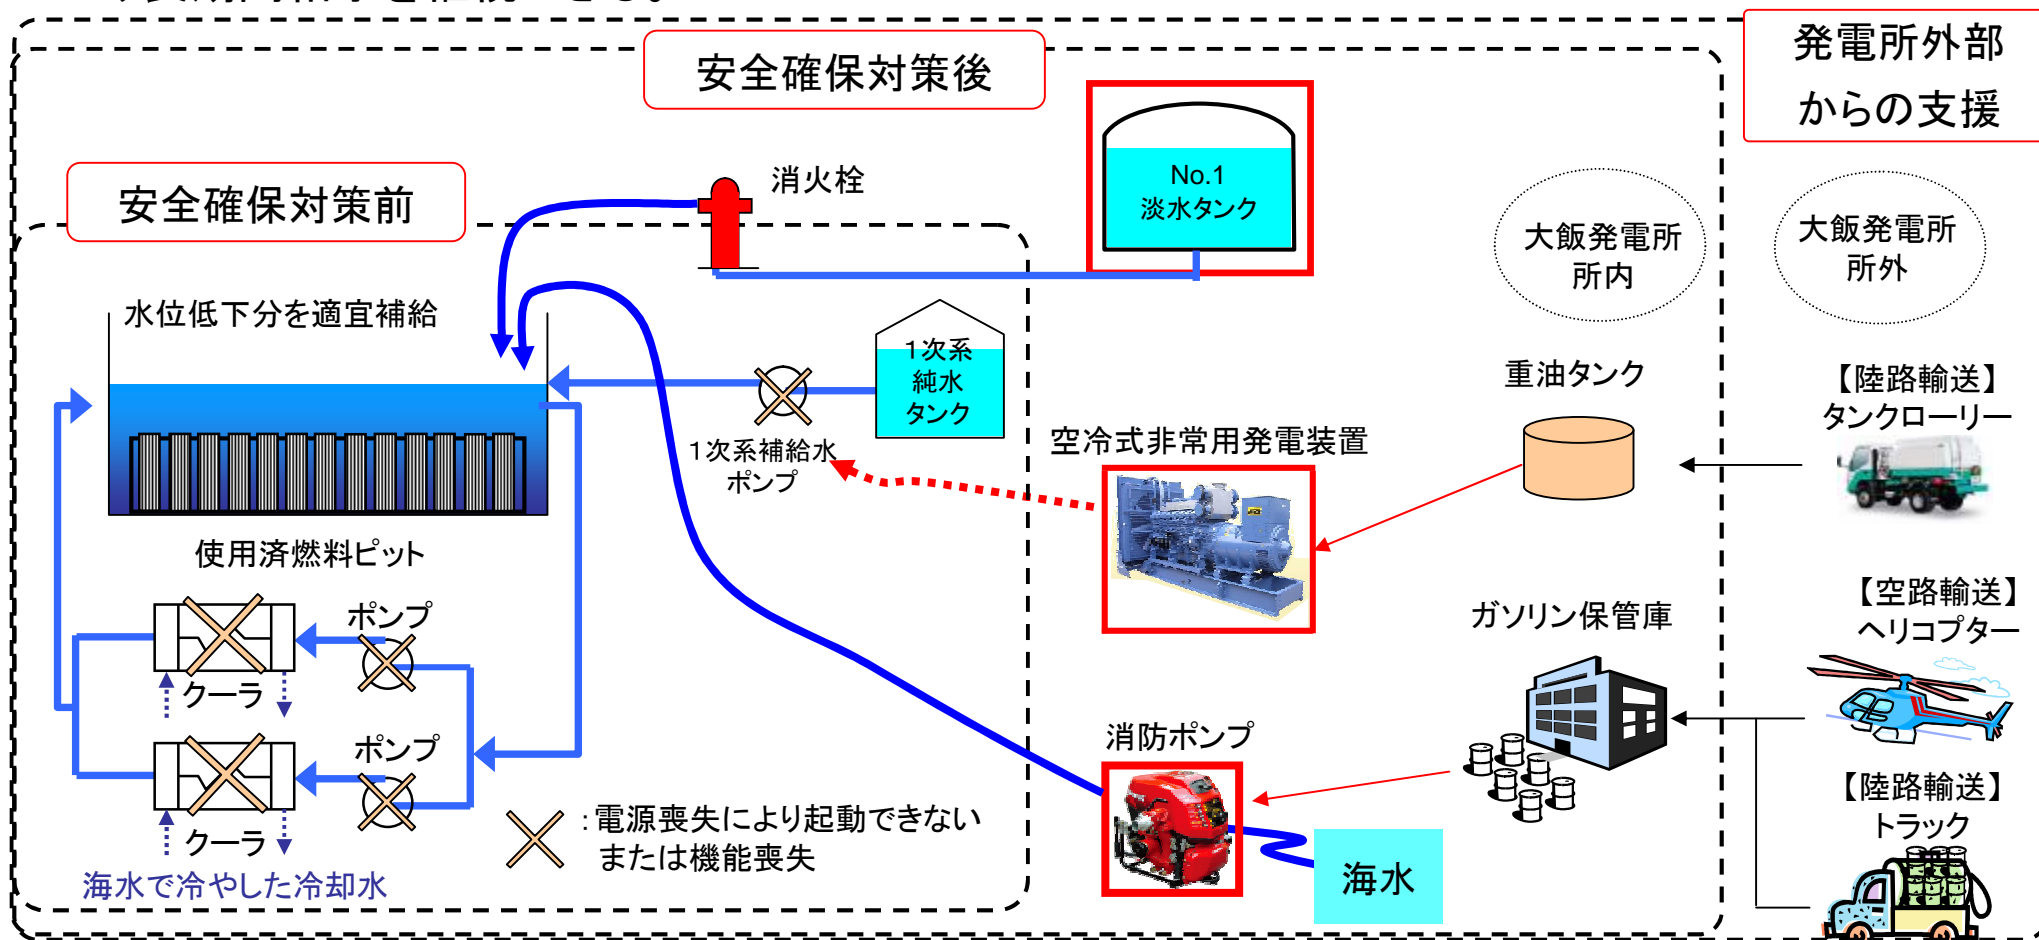 安全確保対策後
発電所外部
からの支援
安全確保対策前
消火栓
No.1
淡水タンク
大飯発電所
所内
大飯発電所
所外
水位低下分を適宜補給
1次系
純水
タンク
1次系補給水
ポンプ
空冷式非常用発電装置
重油タンク
【陸路輸送】
タンクローリー
使用済燃料ピット
ポンプ
クーラ
ガソリン保管庫
【空路輸送】
ヘリコプター
ポンプ
クーラ
消防ポンプ
海水
【陸路輸送】
トラック
:電源喪失により起動できない
または機能喪失
海水で冷やした冷却水